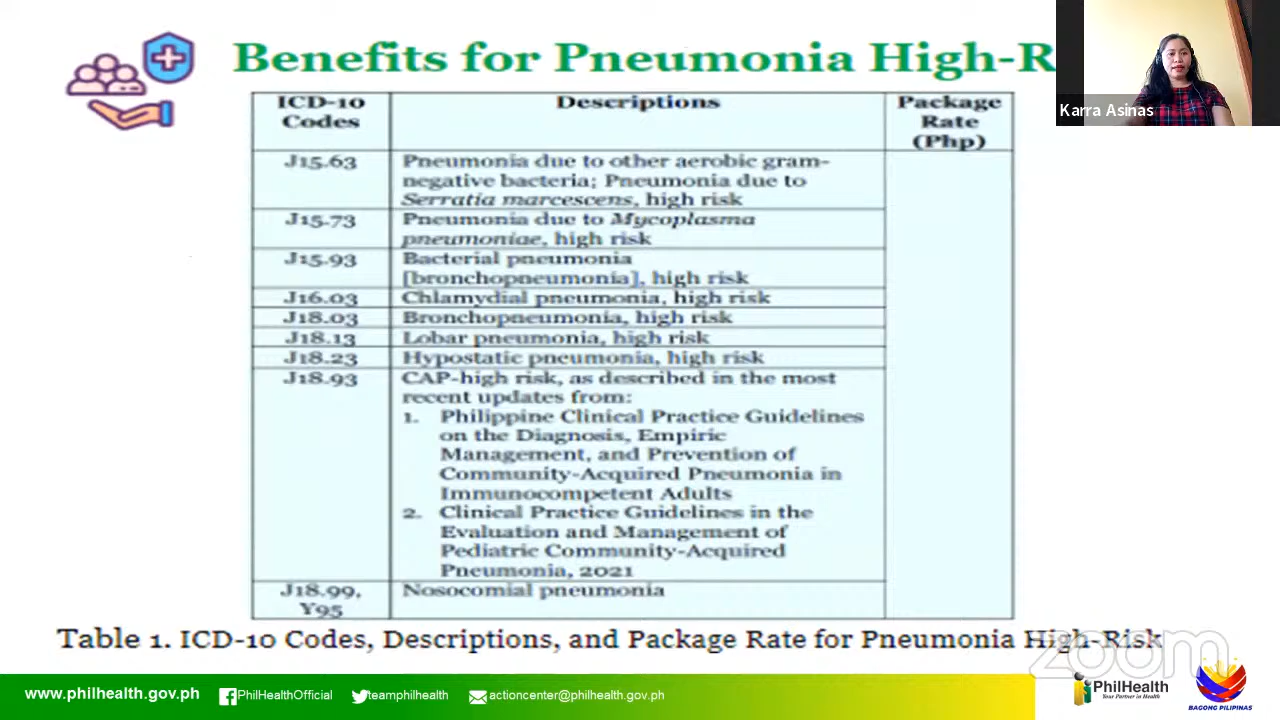 Benefits for Pneumonia High-R
Karra Asinas
ICD-10 Codes
Descriptions
Package Rate (Php)
J15.63
Pneumonia due to other aerobic gram-
negative bacteria; Pneumonia due to
Serratia marcescens, high risk
J15.73
Pneumonia due to Mycoplasma
pneumoniae, high risk
J15.93
Bacterial pneumonia
[bronchopneumonia], high risk
J16.03
Chlamydial pneumonia, high risk
J18.03
Bronchopneumonia, high risk
J18.13
Lobar pneumonia, high risk
J18.23
Hypostatic pneumonia, high risk
J18.93
CAP-high risk, as described in the most
recent updates from:
1. Philippine Clinical Practice Guidelines
on the Diagnosis, Empiric
Management, and Prevention of
Community-Acquired Pneumonia in
Immunocompetent Adults
2. Clinical Practice Guidelines in the
Evaluation and Management of
Pediatric Community-Acquired
Pneumonia, 2021
J18.99,
Y95
Nosocomial pneumonia
Table 1. ICD-10 Codes, Descriptions, and Package Rate for Pneumonia High-Risk
zoom
www.philhealth.gov.ph
PhilHealthOfficial
teamphilhealth
actioncenter@philhealth.gov.ph
PhilHealth
Your Partner in Health
BAGONG PILIPINAS